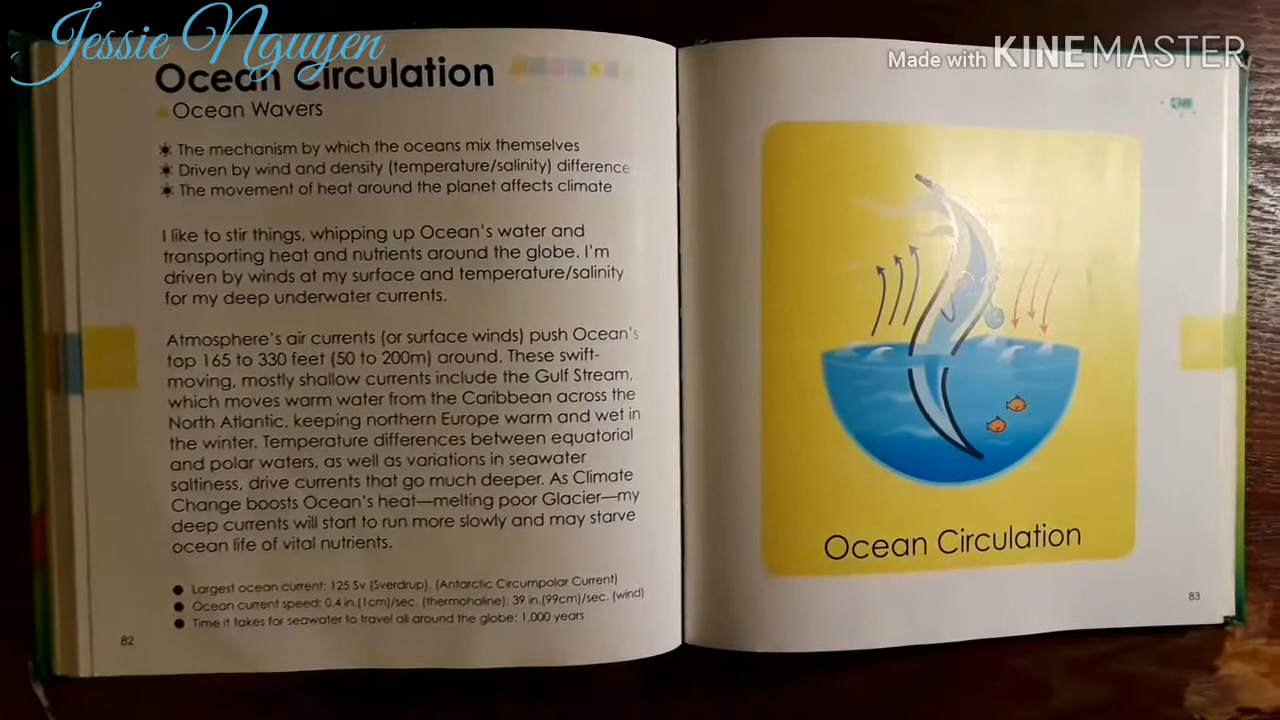 Jessie Nguyen
Made with KINEMASTER
Ocean Circulation
Ocean Wavers
The mechanism by which the oceans mix themselves
Driven by wind and density (temperature/salinity) difference
The movement of heat around the planet affects climate
I like to stir things, whipping up Ocean's water and
transporting heat and nutrients around the globe. I'm
driven by winds at my surface and temperature/salinity
for my deep underwater currents.
Atmosphere's air currents (or surface winds) push Ocean's
top 165 to 330 feet (50 to 200m) around. These swift-
moving, mostly shallow currents include the Gulf Stream,
which moves warm water from the Caribbean across the
North Atlantic, keeping northern Europe warm and wet in
the winter. Temperature differences between equatorial
and polar waters, as well as variations in seawater
saltiness, drive currents that go much deeper. As Climate
Change boosts Ocean's heat—melting poor Glacier—my
deep currents will start to run more slowly and may starve
ocean life of vital nutrients.
Largest ocean current: 125 Sv (Sverdrup), (Antarctic Circumpolar Current)
Ocean current speed: 0.4 in.(1cm)/sec. (thermohaline); 39 in.(99cm)/sec. (wind)
Time it takes for seawater to travel all around the globe: 1,000 years
82
Ocean Circulation
83